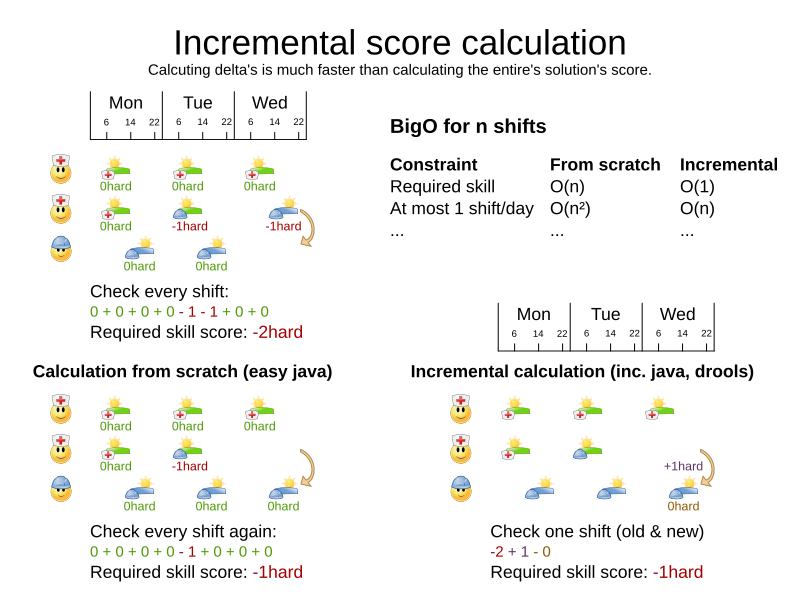 Incremental score calculation
Calcuting delta's is much faster than calculating the entire's solution's score.
Mon Tue Wed
6 14 22 6 14 22 6 14 22
0hard 0hard 0hard
0hard -1hard -1hard
0hard 0hard
Check every shift:
0 + 0 + 0 + 0 - 1 - 1 + 0 + 0
Required skill score: -2hard
BigO for n shifts
Constraint From scratch Incremental
Required skill O(n) O(1)
At most 1 shift/day O(n²) O(n)
... ... ...
Calculation from scratch (easy java)
0hard 0hard 0hard
0hard -1hard
0hard 0hard 0hard
Check every shift again:
0 + 0 + 0 + 0 - 1 + 0 + 0 + 0
Required skill score: -1hard
Mon Tue Wed
6 14 22 6 14 22 6 14 22
Incremental calculation (inc. java, drools)
+1hard
0hard
Check one shift (old & new)
-2 + 1 - 0
Required skill score: -1hard